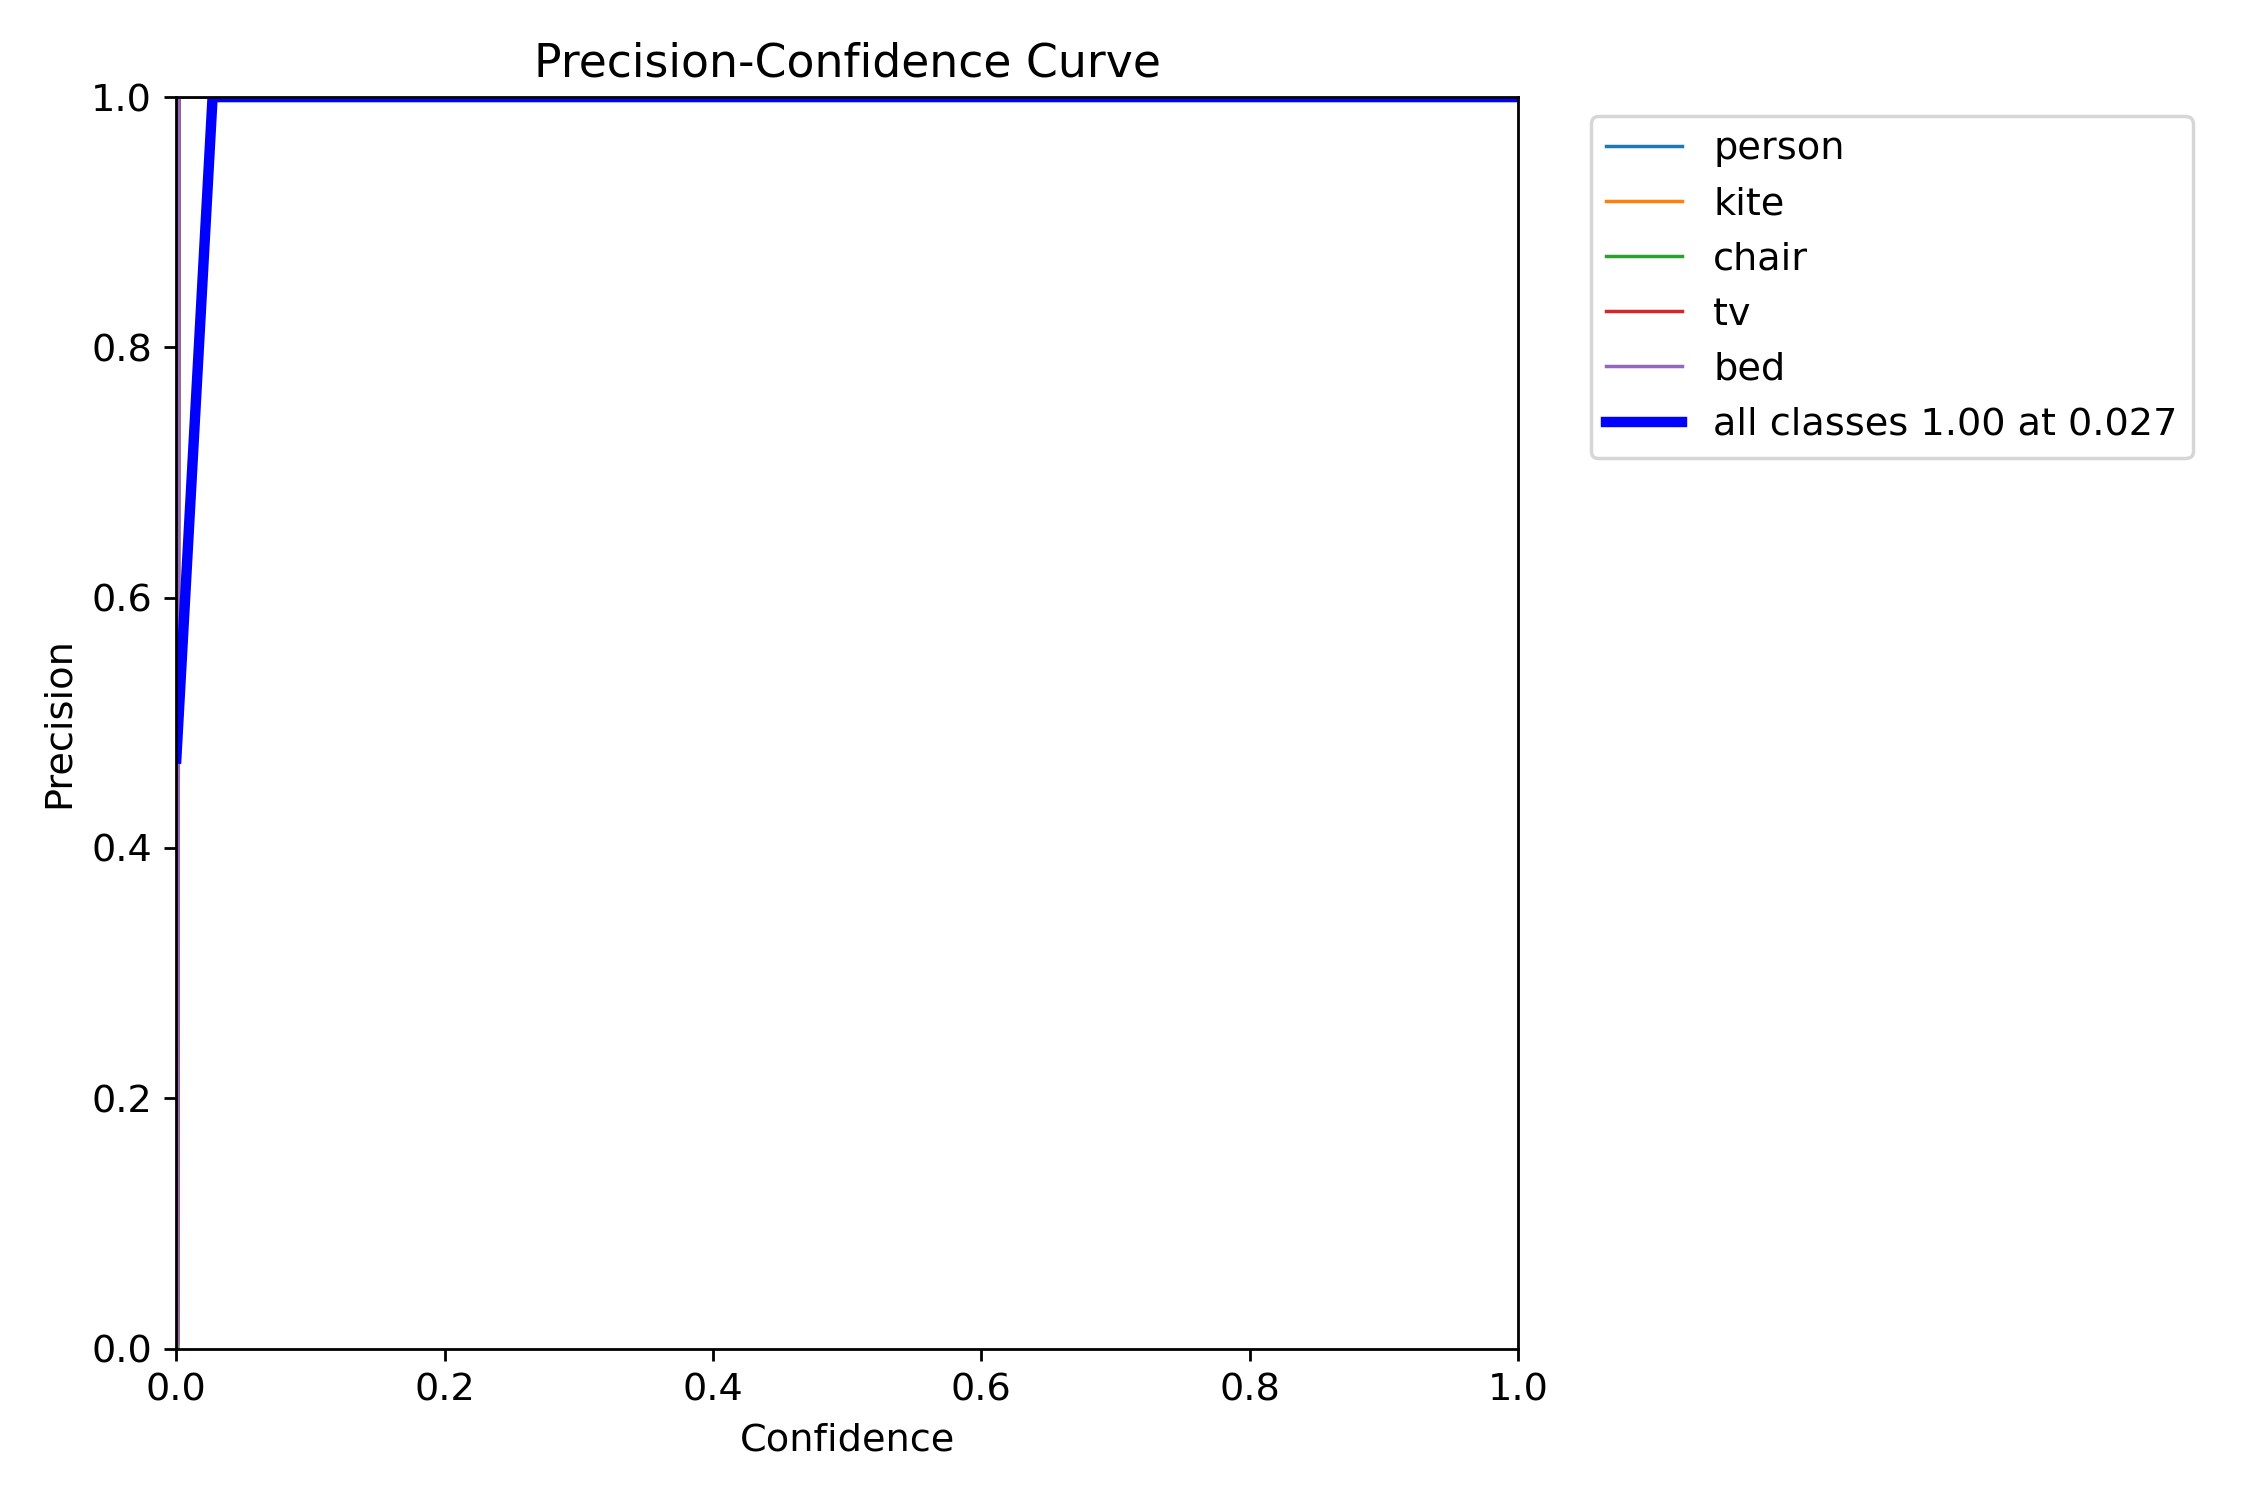 Precision-Confidence Curve
1.0
0.8
0.6
0.4
0.2
0.0
Precision
0.0 0.2 0.4 0.6 0.8 1.0
Confidence
person
kite
chair
tv
bed
all classes 1.00 at 0.027